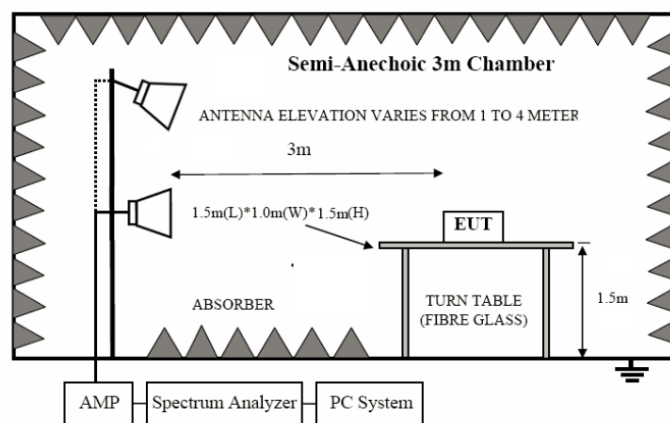 Semi-Anechoic 3m Chamber
ANTENNA ELEVATION VARIES FROM 1 TO 4 METER
3m
1.5m(L)*1.0m(W)*1.5m(H)
EUT
ABSORBER
TURN TABLE
(FIBRE GLASS)
1.5m
AMP
Spectrum Analyzer
PC System